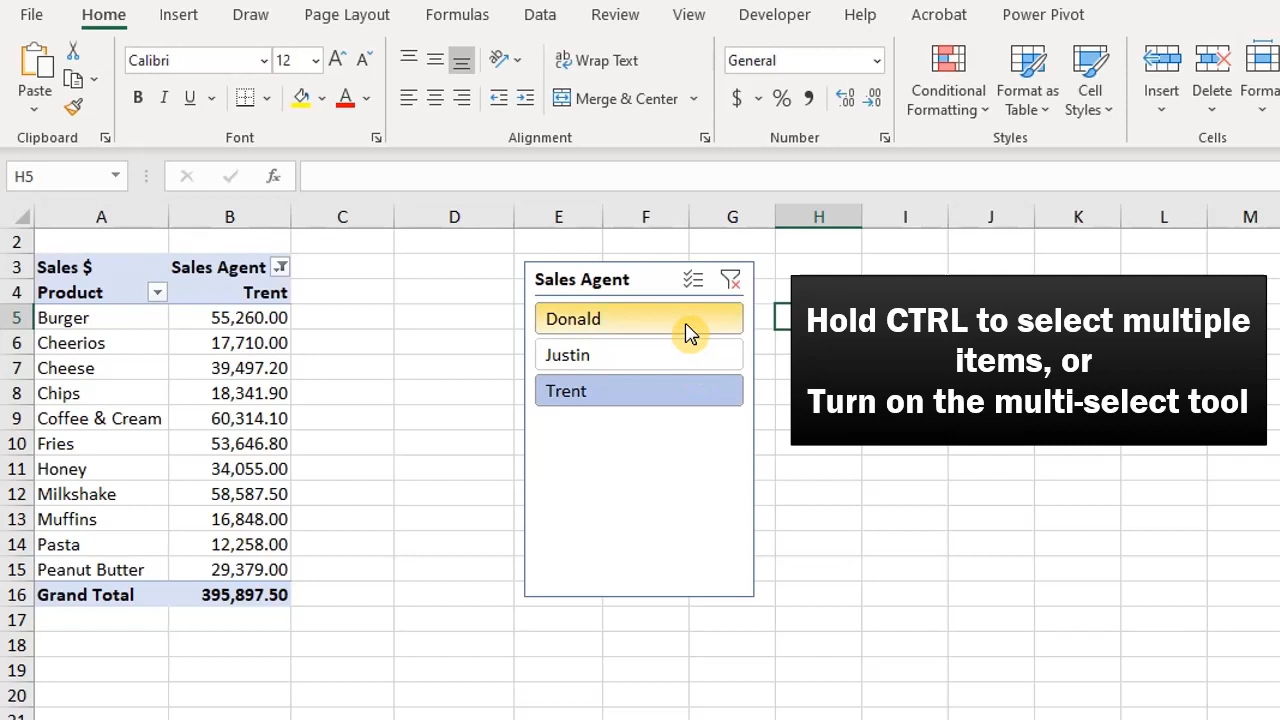 File Home Insert Draw Page Layout Formulas Data Review View Developer Help Acrobat Power Pivot
Calibri 12 Wrap Text General
Paste B I U Merge & Center $ % 9 Conditional Formatting Format as Table Cell Styles Insert Delete Forma
Clipboard Font Alignment Number Styles Cells
H5 fx
A B C D E F G H I J K L M
2
3 Sales $ Sales Agent
4 Product Trent
5 Burger 55,260.00
6 Cheerios 17,710.00
7 Cheese 39,497.20
8 Chips 18,341.90
9 Coffee & Cream 60,314.10
10 Fries 53,646.80
11 Honey 34,055.00
12 Milkshake 58,587.50
13 Muffins 16,848.00
14 Pasta 12,258.00
15 Peanut Butter 29,379.00
16 Grand Total 395,897.50
17
18
19
20
Sales Agent
Donald
Justin
Trent
Hold CTRL to select multiple
items, or
Turn on the multi-select tool